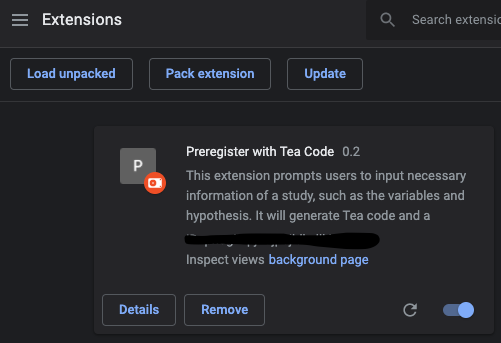 Extensions
Search extensio
Load unpacked
Pack extension
Update
P
Preregister with Tea Code 0.2
This extension prompts users to input necessary
information of a study, such as the variables and
hypothesis. It will generate Tea code and a
Inspect views background page
Details
Remove